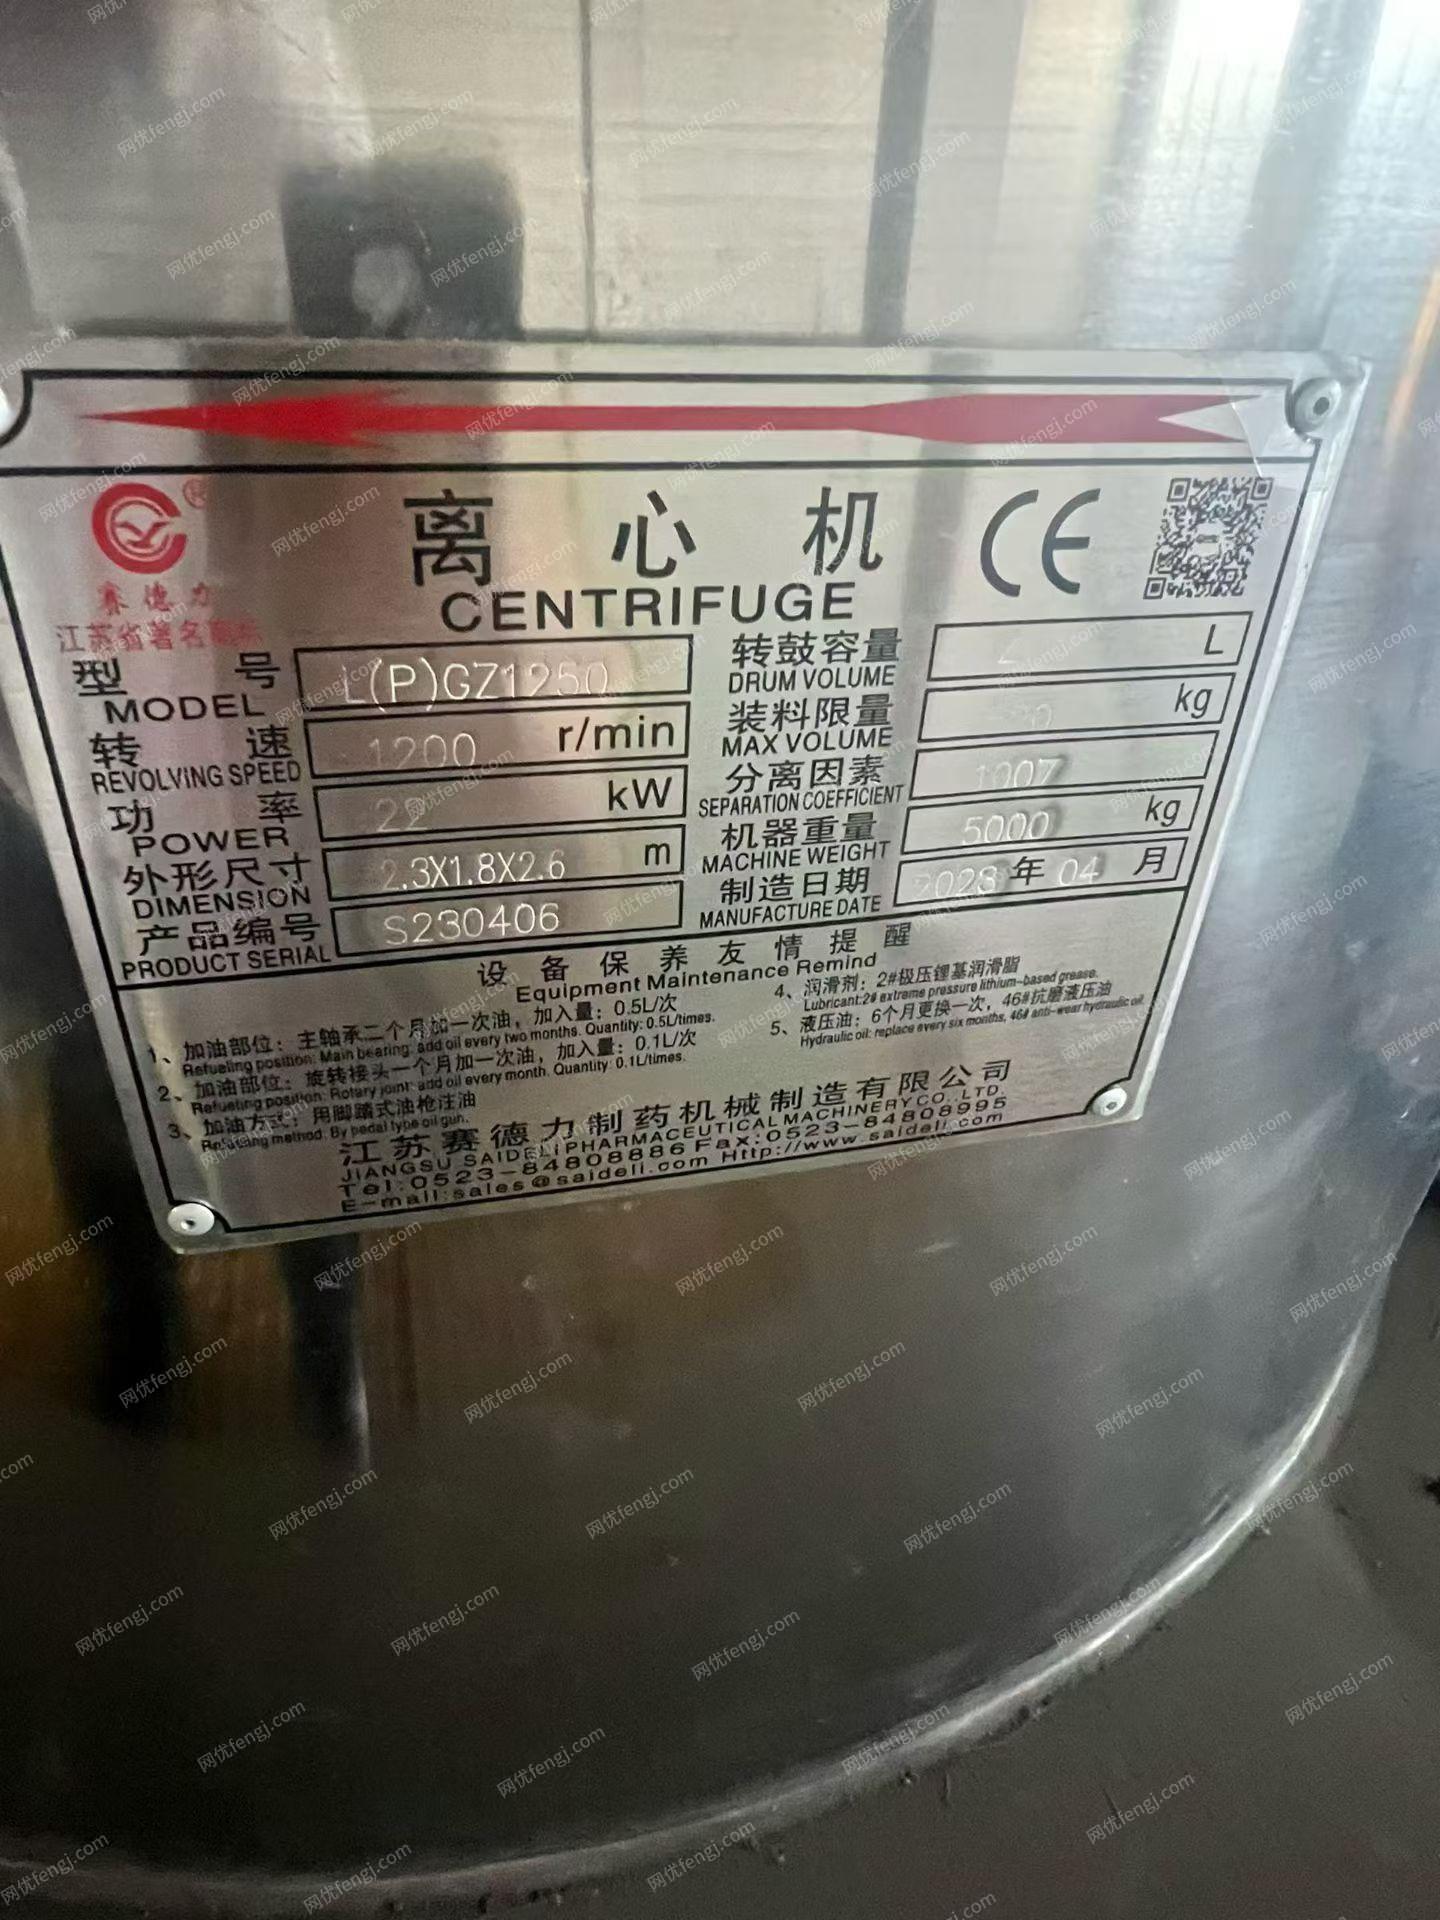 离心机
CENTRIFUGE
CE
赛德力
江苏省著名商标
型号 L(P)GZ1250
MODEL
转速 1200 r/min
REVOLVING SPEED
功率 22 kW
POWER
外形尺寸 2.3X1.8X2.6 m
DIMENSION
产品编号 S230406
PRODUCT SERIAL
转鼓容量 L
DRUM VOLUME
装料限量 kg
MAX VOLUME
分离因素 1007
SEPARATION COEFFICIENT
机器重量 5000 kg
MACHINE WEIGHT
制造日期 2023 年 04 月
MANUFACTURE DATE
设备保养友情提醒
Equipment Maintenance Remind
1、加油部位：主轴承二个月加一次油，加入量：0.5L/次
Refueling position: Main bearing: add oil every two months. Quantity: 0.5L/times.
2、加油部位：旋转接头一个月加一次油，加入量：0.1L/次
Refueling position: Rotary joint: add oil every month. Quantity: 0.1L/times.
3、加油方式：用脚踏式油枪注油
Refueling method: By pedal type oil gun.
4、润滑剂：2#极压锂基润滑脂
Lubricant:2# extreme pressure lithium-based grease.
5、液压油：6个月更换一次，46#抗磨液压油
Hydraulic oil: replace every six months, 46# anti-wear hydraulic oil.
江苏赛德力制药机械制造有限公司
JIANGSU SAIDELI PHARMACEUTICAL MACHINERY CO.,LTD.
Tel:0523-84808886 Fax:0523-84808995
E-mail:sales@saideli.com Http://www.saideli.com
网优fengj.com